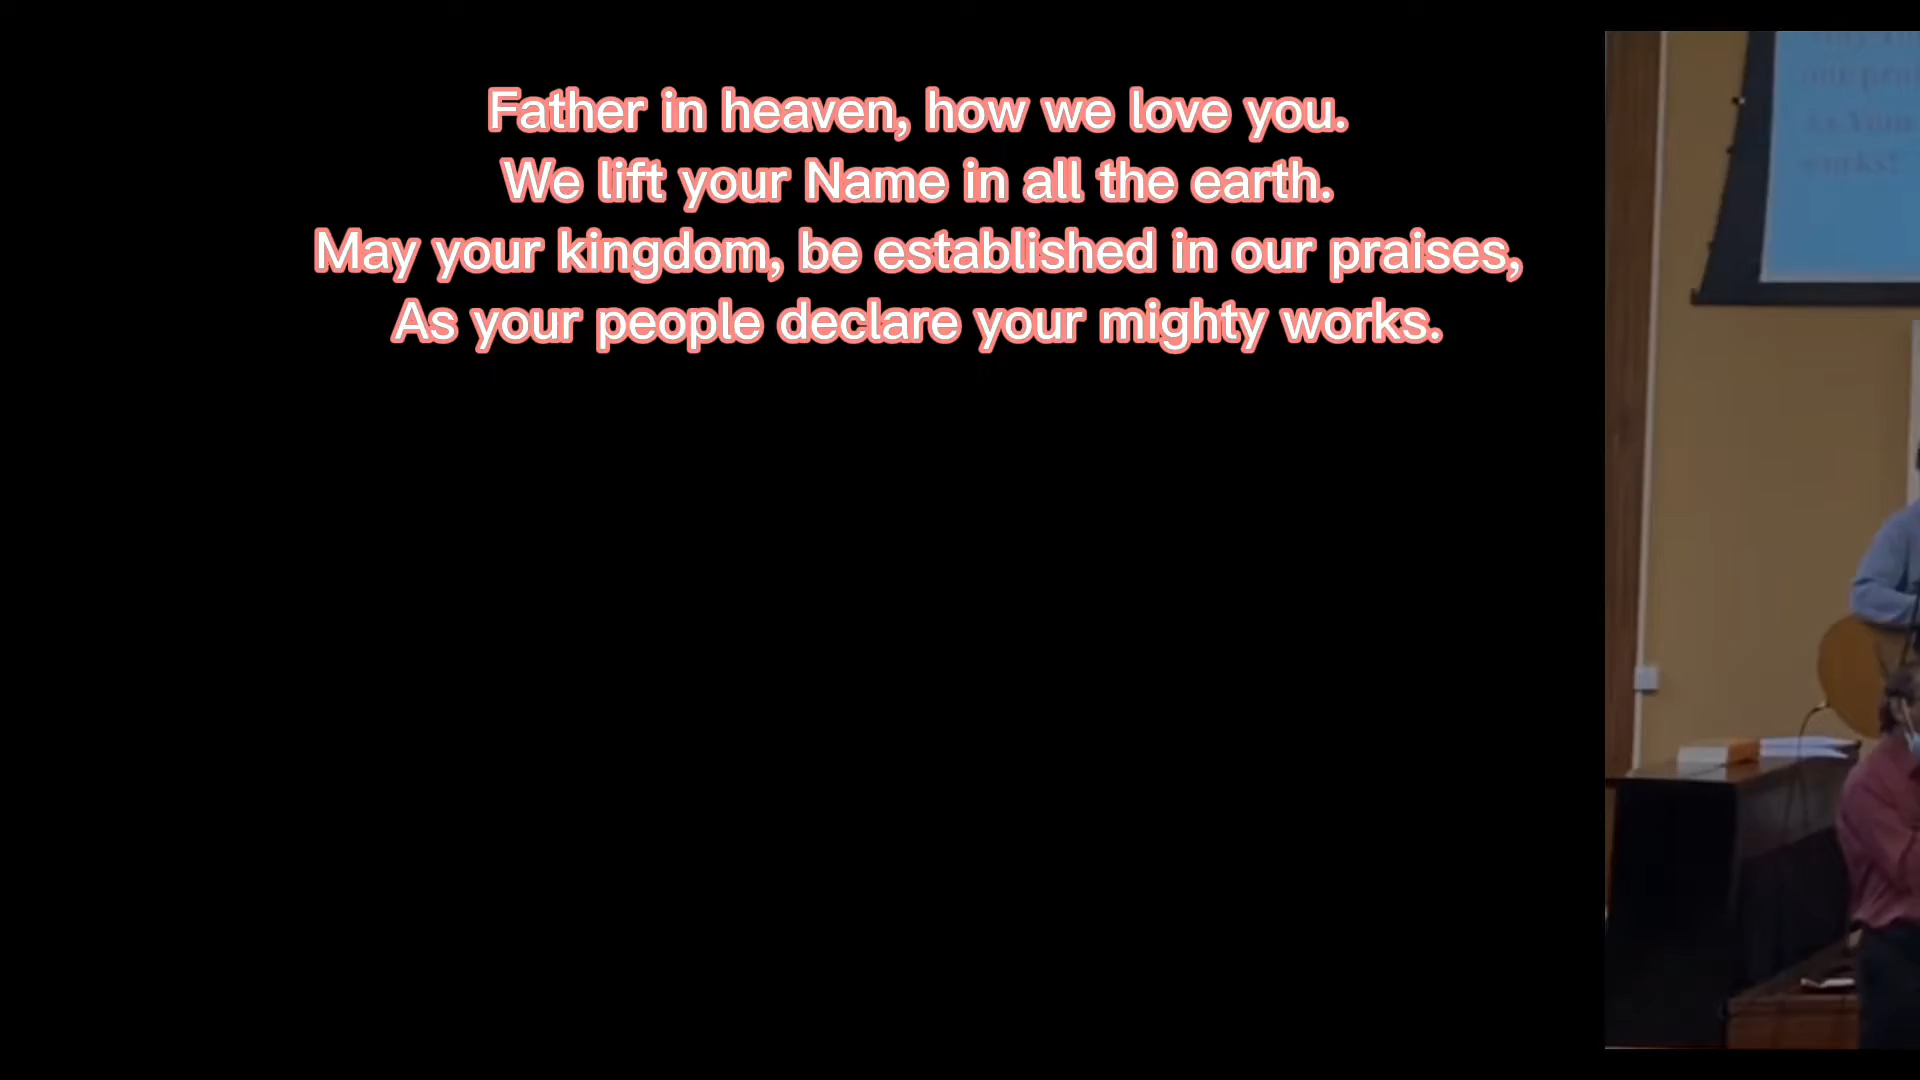 Father in heaven, how we love you.
We lift your Name in all the earth.
May your kingdom, be established in our praises,
As your people declare your mighty works.
works!